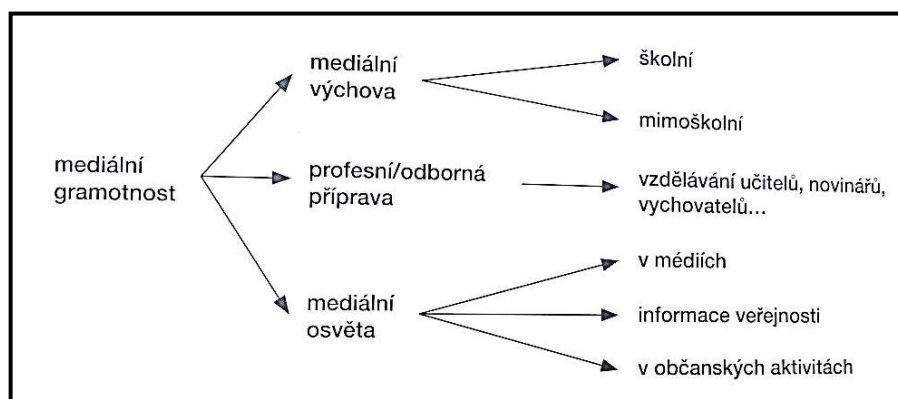 mediální
gramotnost
mediální
výchova
školní
mimoškolní
profesní/odborná
příprava
vzdělávání učitelů, novinářů,
vychovatelů...
mediální
osvěta
v médiích
informace veřejnosti
v občanských aktivitách